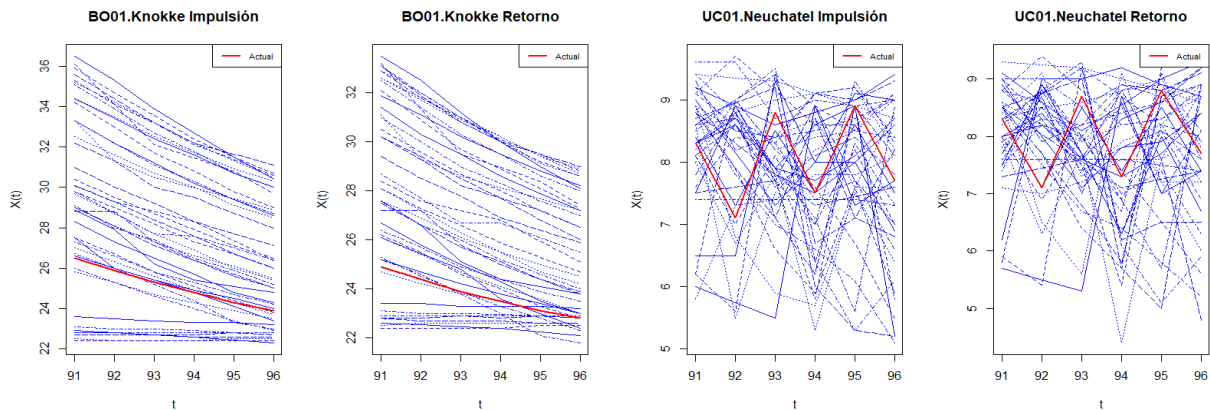 BO01.Knokke Impulsión
Actual
X(t)
36
34
32
30
28
26
24
22
91 92 93 94 95 96
t
BO01.Knokke Retorno
Actual
X(t)
32
30
28
26
24
22
91 92 93 94 95 96
t
UC01.Neuchatel Impulsión
Actual
X(t)
9
8
7
6
5
91 92 93 94 95 96
t
UC01.Neuchatel Retorno
Actual
X(t)
9
8
7
6
5
91 92 93 94 95 96
t